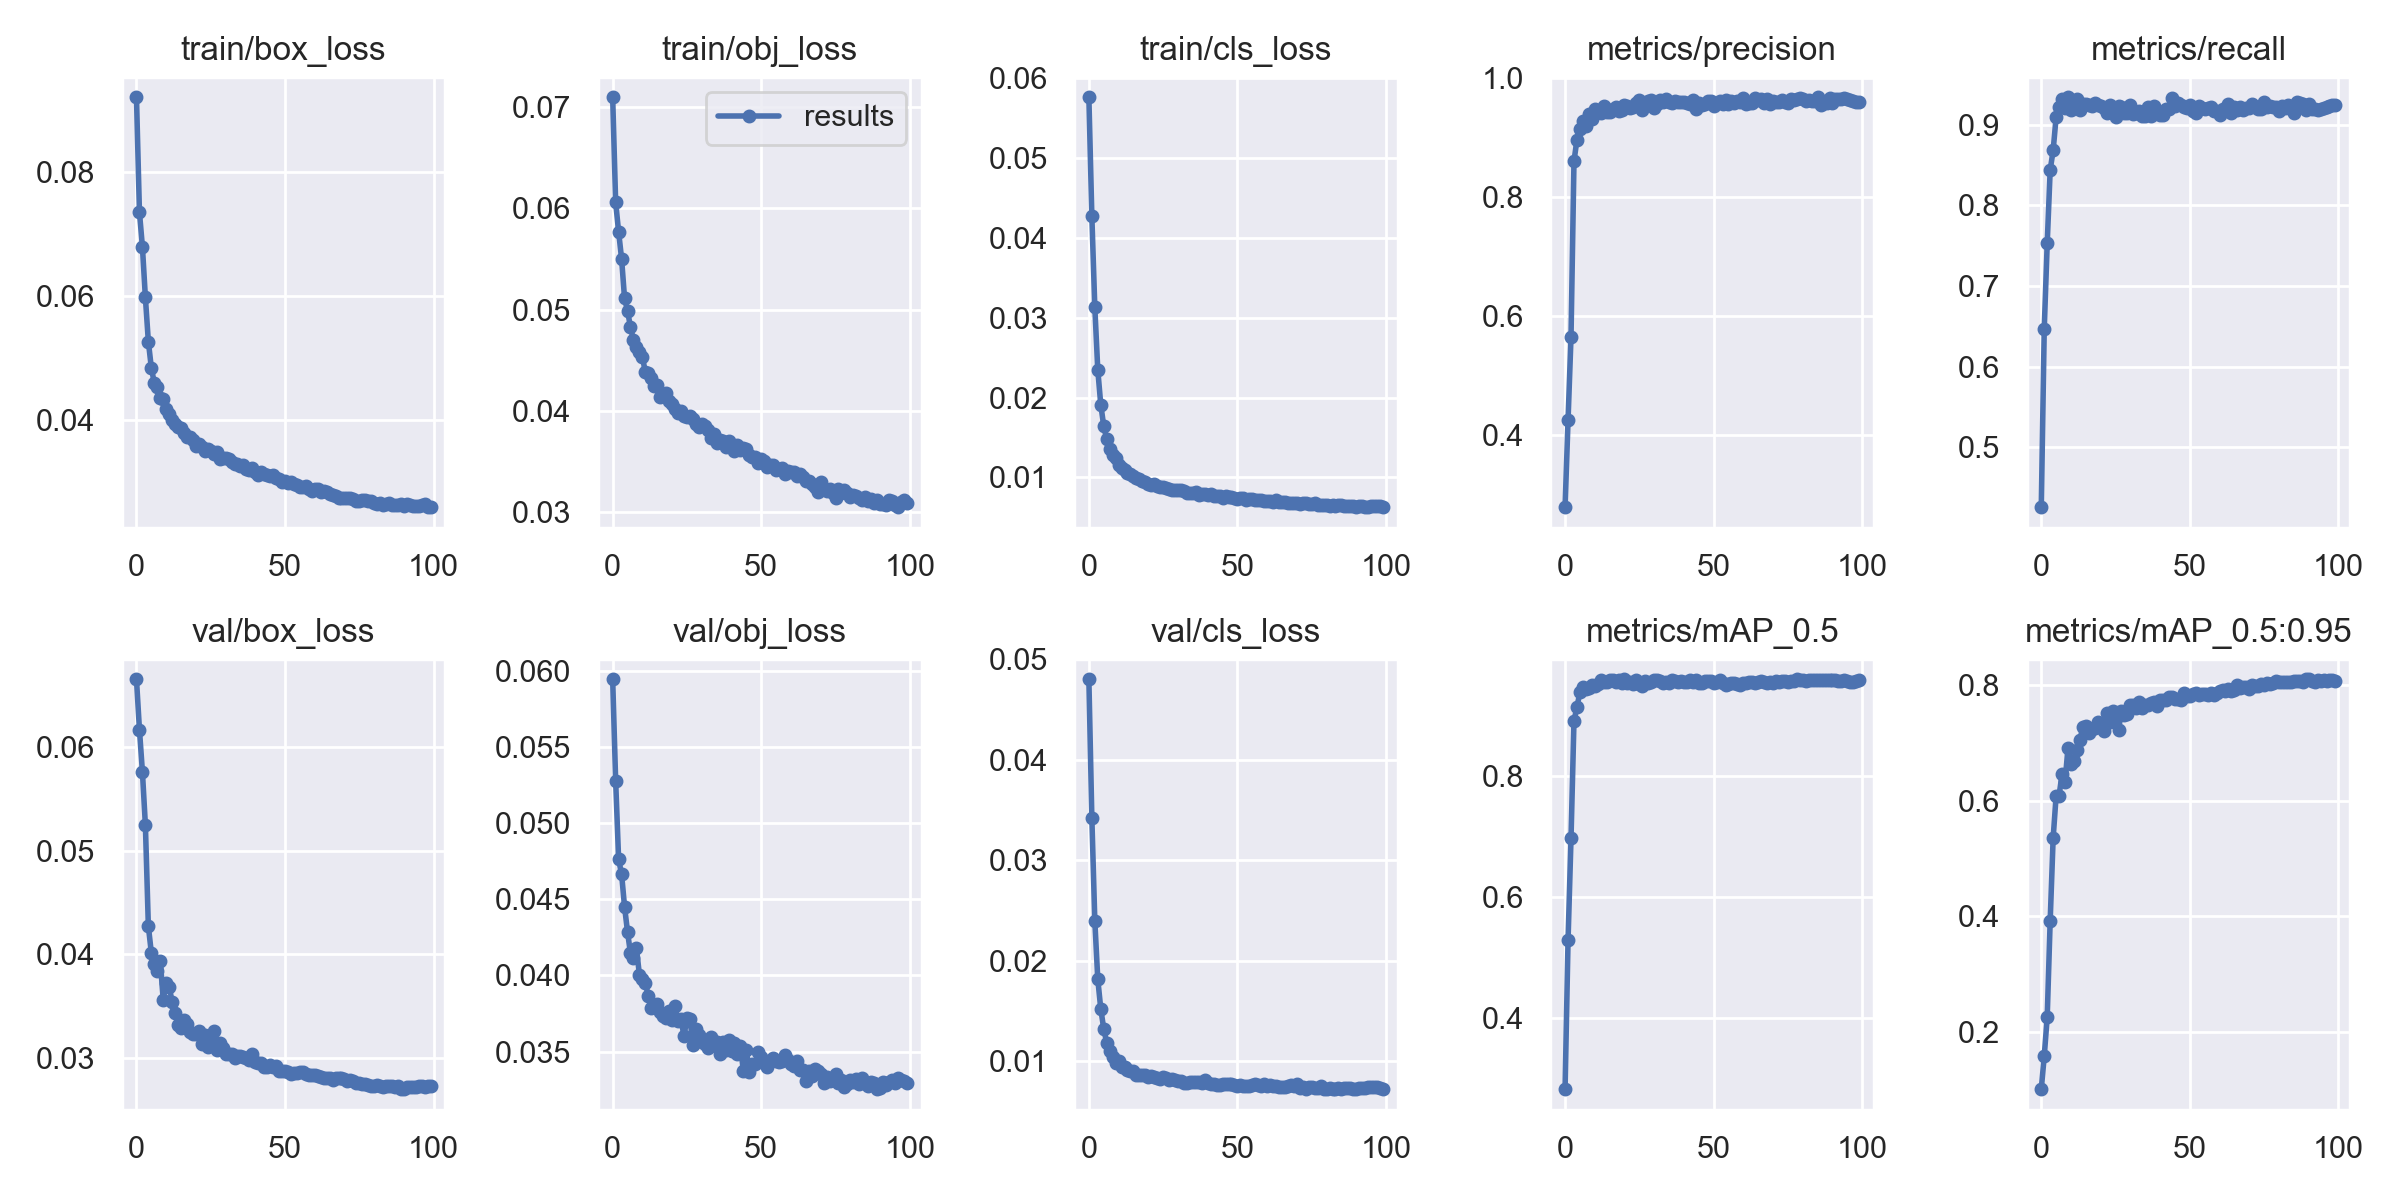 train/box_loss
train/obj_loss
train/cls_loss
metrics/precision
metrics/recall
0.08
0.06
0.04
0 50 100
results
0.07
0.06
0.05
0.04
0.03
0 50 100
0.06
0.05
0.04
0.03
0.02
0.01
0 50 100
1.0
0.8
0.6
0.4
0 50 100
0.9
0.8
0.7
0.6
0.5
0 50 100
val/box_loss
val/obj_loss
val/cls_loss
metrics/mAP_0.5
metrics/mAP_0.5:0.95
0.06
0.05
0.04
0.03
0 50 100
0.060
0.055
0.050
0.045
0.040
0.035
0 50 100
0.05
0.04
0.03
0.02
0.01
0 50 100
0.8
0.6
0.4
0 50 100
0.8
0.6
0.4
0.2
0 50 100